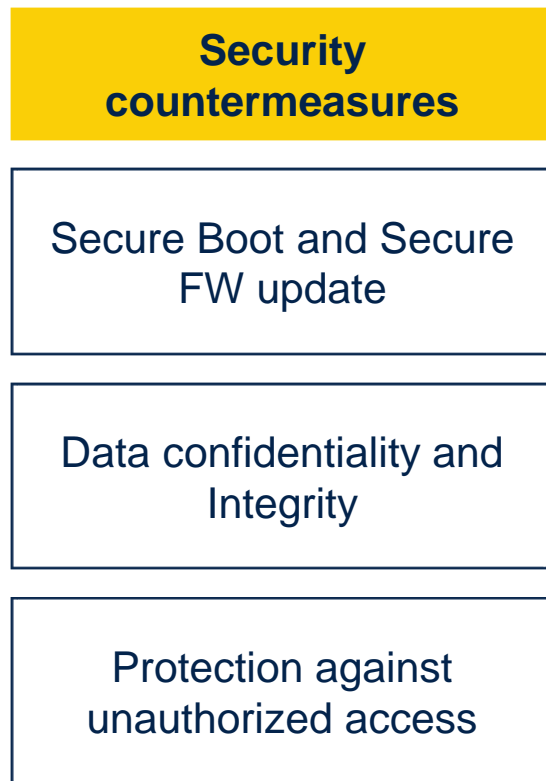 Security
countermeasures
Secure Boot and Secure
FW update
Data confidentiality and
Integrity
Protection against
unauthorized access